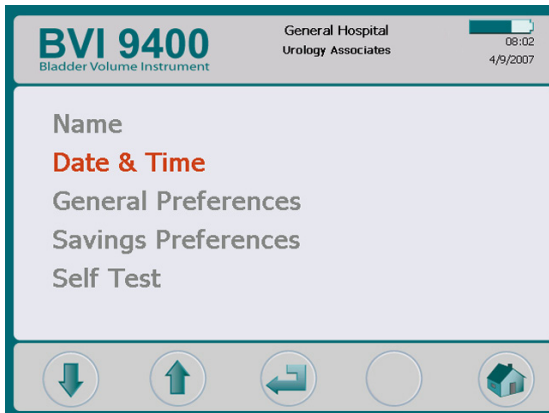 BVI 9400
Bladder Volume Instrument
General Hospital
Urology Associates
08:02
4/9/2007
Name
Date & Time
General Preferences
Savings Preferences
Self Test